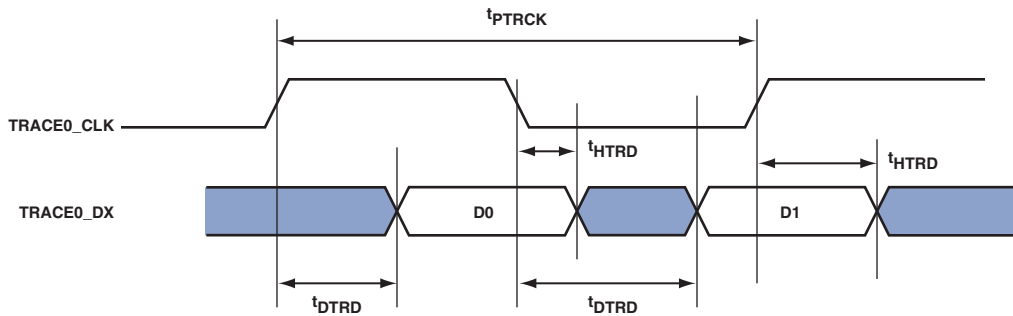 tPTRCK
TRACE0_CLK
tHTRD
tHTRD
TRACE0_DX
D0
D1
tDTRD
tDTRD